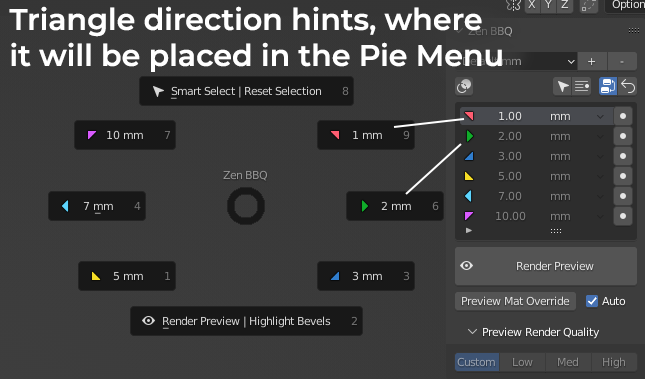 Triangle direction hints, where
it will be placed in the Pie Menu
X Y Z
Option
Zen BBQ
mm
+ -
Smart Select | Reset Selection 8
10 mm 7
1 mm 9
Zen BBQ
7 mm 4
2 mm 6
5 mm 1
3 mm 3
Render Preview | Highlight Bevels 2
1.00 mm
2.00 mm
3.00 mm
5.00 mm
7.00 mm
10.00 mm
Render Preview
Preview Mat Override
Auto
Preview Render Quality
Custom Low Med High